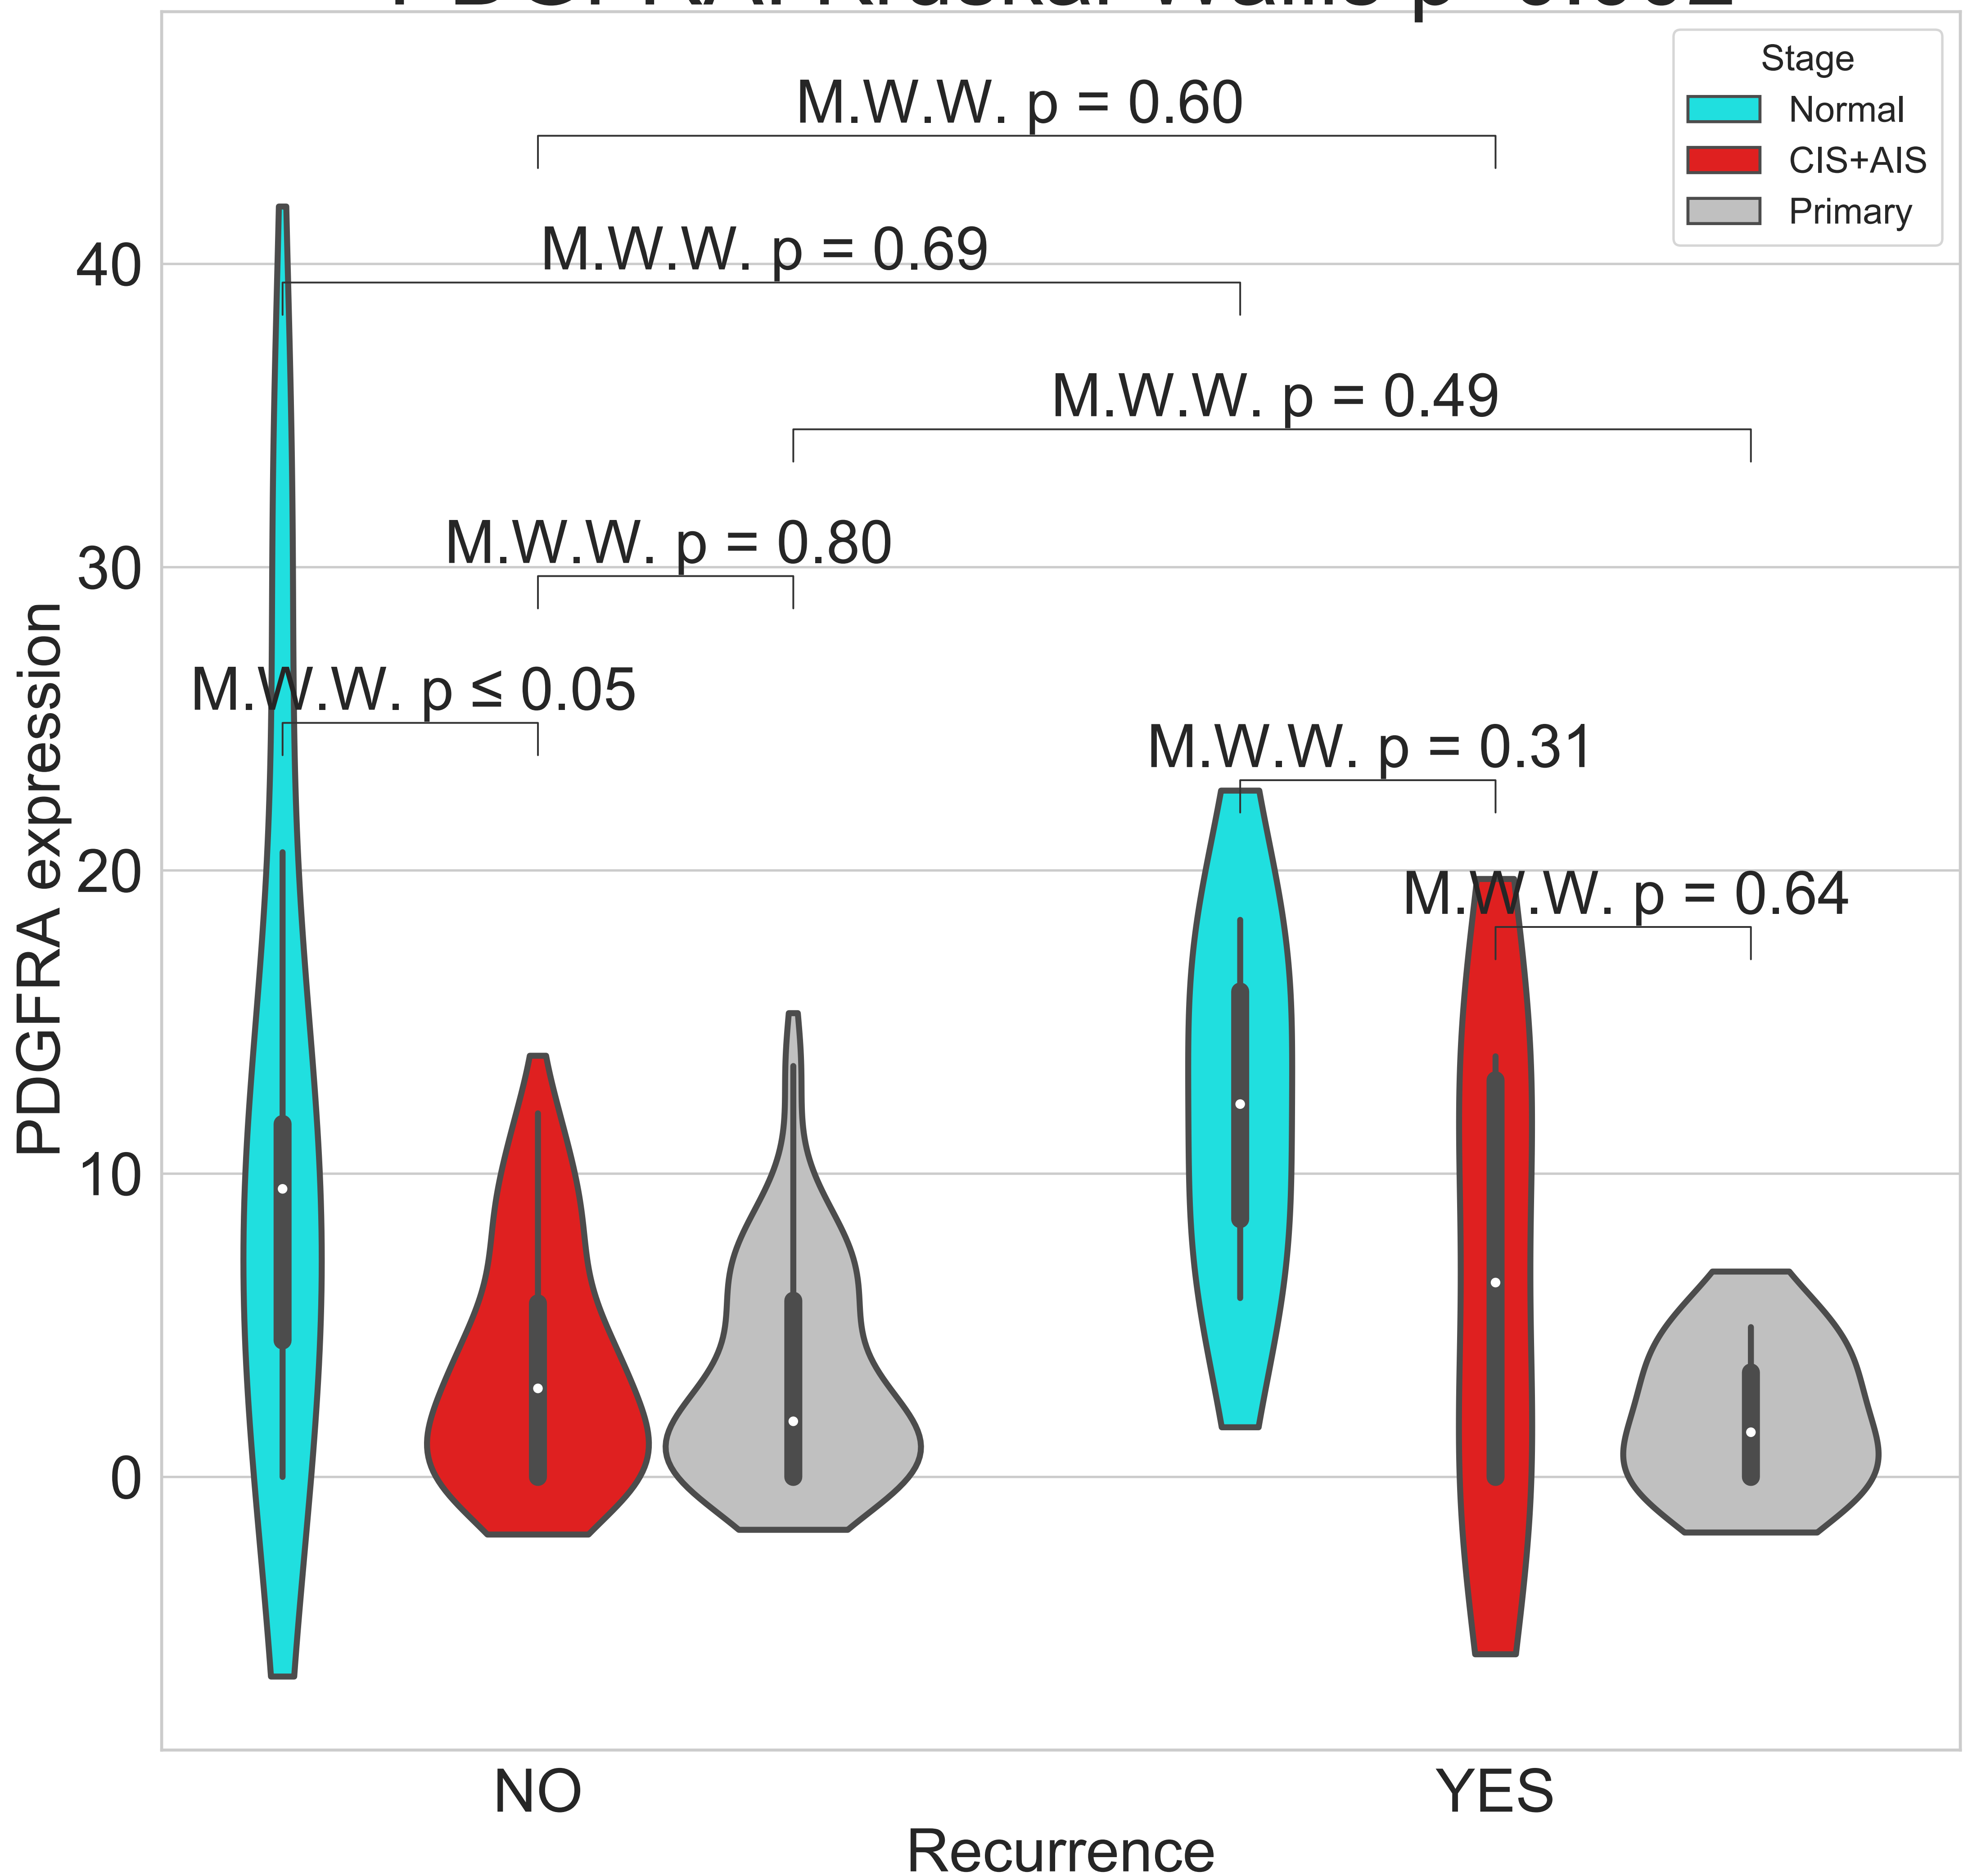 Stage
Normal
CIS+AIS
Primary
M.W.W. p = 0.60
M.W.W. p = 0.69
M.W.W. p = 0.49
M.W.W. p = 0.80
M.W.W. p ≤ 0.05
M.W.W. p = 0.31
M.W.W. p = 0.64
PDGFRA expression
40
30
20
10
0
NO
YES
Recurrence